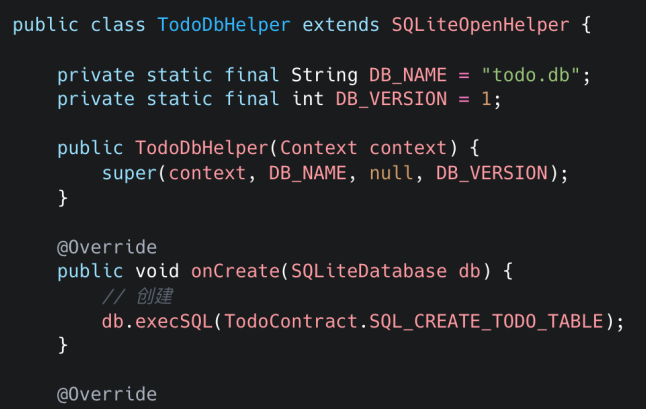 public class TodoDbHelper extends SQLiteOpenHelper {
private static final String DB_NAME = "todo.db";
private static final int DB_VERSION = 1;
public TodoDbHelper(Context context) {
super(context, DB_NAME, null, DB_VERSION);
}
@Override
public void onCreate(SQLiteDatabase db) {
// 创建
db.execSQL(TodoContract.SQL_CREATE_TODO_TABLE);
}
@Override